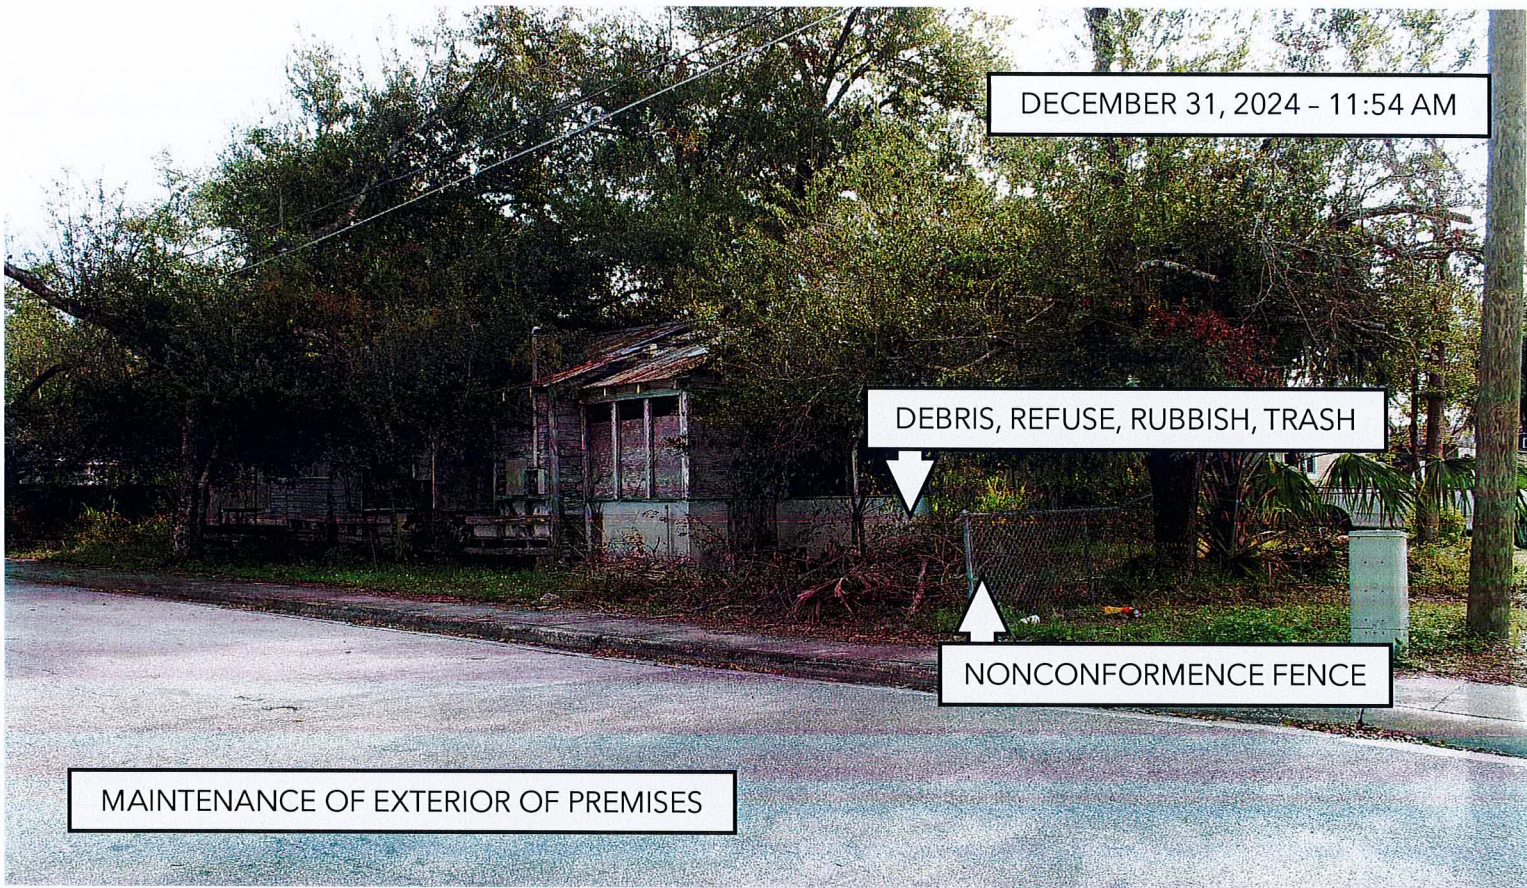 DECEMBER 31, 2024 – 11:54 AM
DEBRIS, REFUSE, RUBBISH, TRASH
NONCONFORMENCE FENCE
MAINTENANCE OF EXTERIOR OF PREMISES